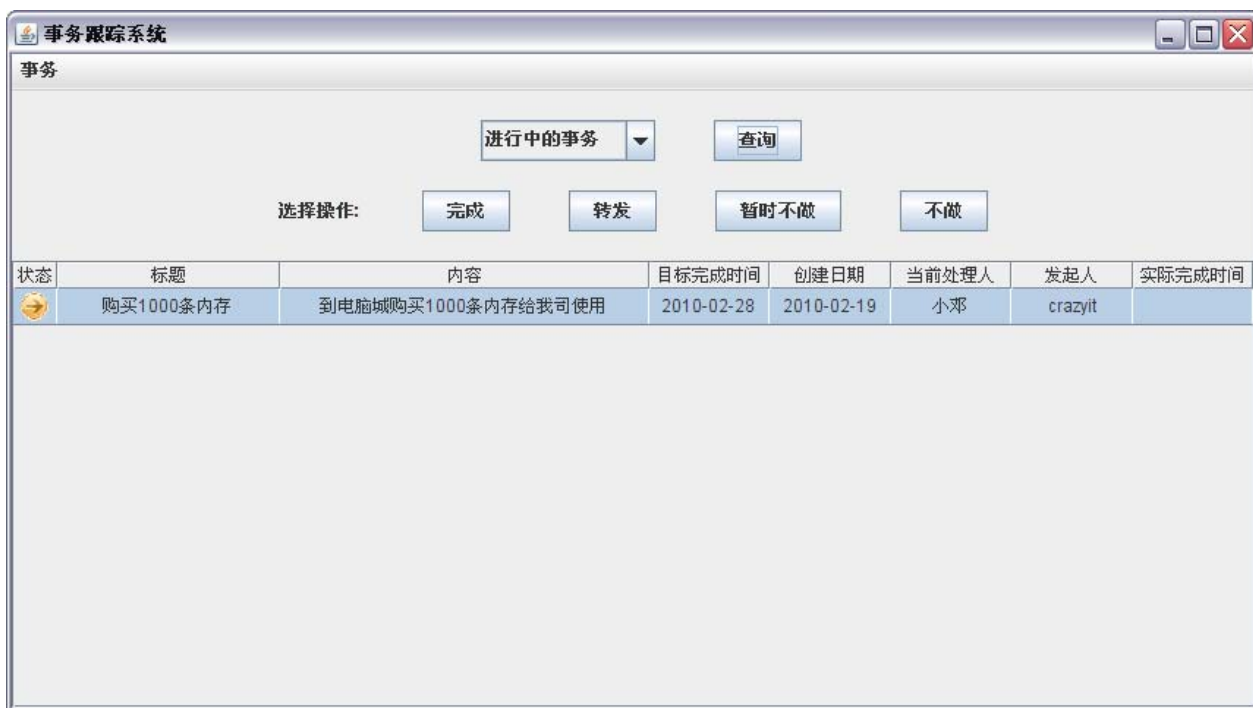 事务跟踪系统
事务
进行中的事务 查询
选择操作: 完成 转发 暂时不做 不做
状态 标题 内容 目标完成时间 创建日期 当前处理人 发起人 实际完成时间
购买1000条内存 到电脑城购买1000条内存给我司使用 2010-02-28 2010-02-19 小邓 crazyit